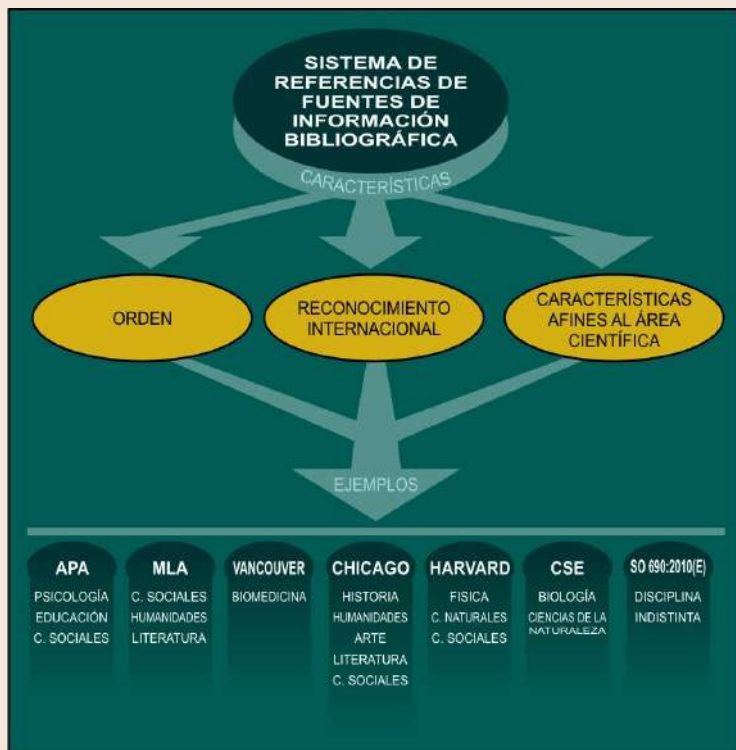 SISTEMA DE
REFERENCIAS DE
FUENTES DE
INFORMACIÓN
BIBLIOGRÁFICA
CARACTERÍSTICAS
ORDEN
RECONOCIMIENTO
INTERNACIONAL
CARACTERÍSTICAS
AFINES AL ÁREA
CIENTÍFICA
EJEMPLOS
APA
PSICOLOGÍA
EDUCACIÓN
C. SOCIALES
MLA
C. SOCIALES
HUMANIDADES
LITERATURA
VANCOUVER
BIOMEDICINA
CHICAGO
HISTORIA
HUMANIDADES
ARTE
LITERATURA
C. SOCIALES
HARVARD
FISICA
C. NATURALES
C. SOCIALES
CSE
BIOLOGÍA
CIENCIAS DE LA
NATURALEZA
SO 690:2010(E)
DISCIPLINA
INDISTINTA